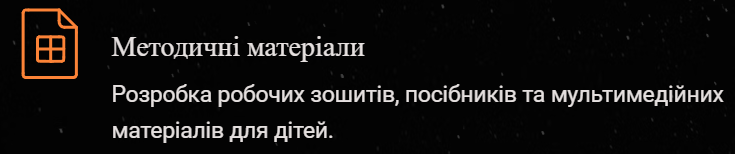 Методичні матеріали
Розробка робочих зошитів, посібників та мультимедійних
матеріалів для дітей.